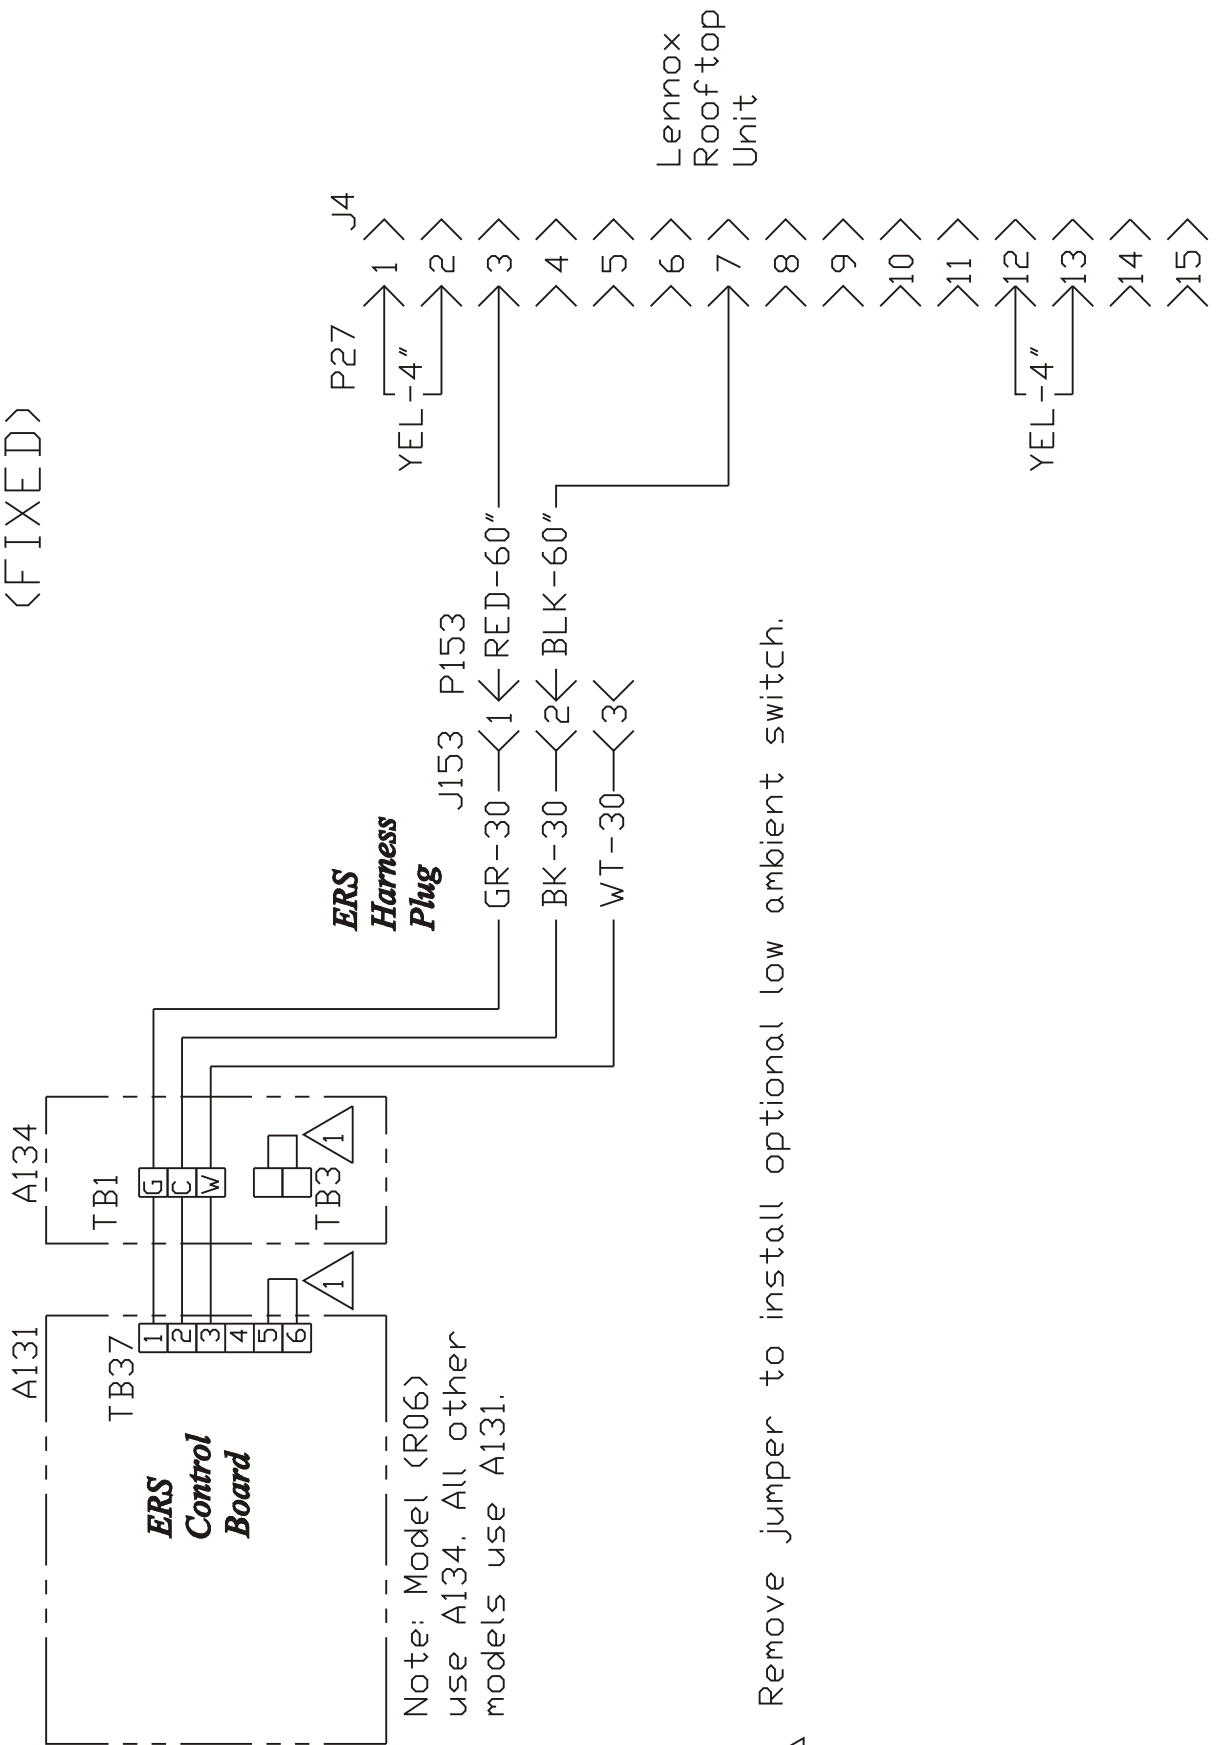 (FIXED)
A131
A134
TB37
TB1
1
2
3
4
5
6
G
C
W
1
1
TB3
ERS
Control
Board
Note: Model (R06)
use A134. All other
models use A131.
ERS
Harness
Plug
J153 P153
GR-30 1 RED-60"
BK-30 2 BLK-60"
WT-30 3
P27 J4
YEL-4"
1
2
3
4
5
6
7
8
9
10
11
12
13
14
15
YEL-4"
Lennox
Rooftop
Unit
Remove jumper to install optional low ambient switch.